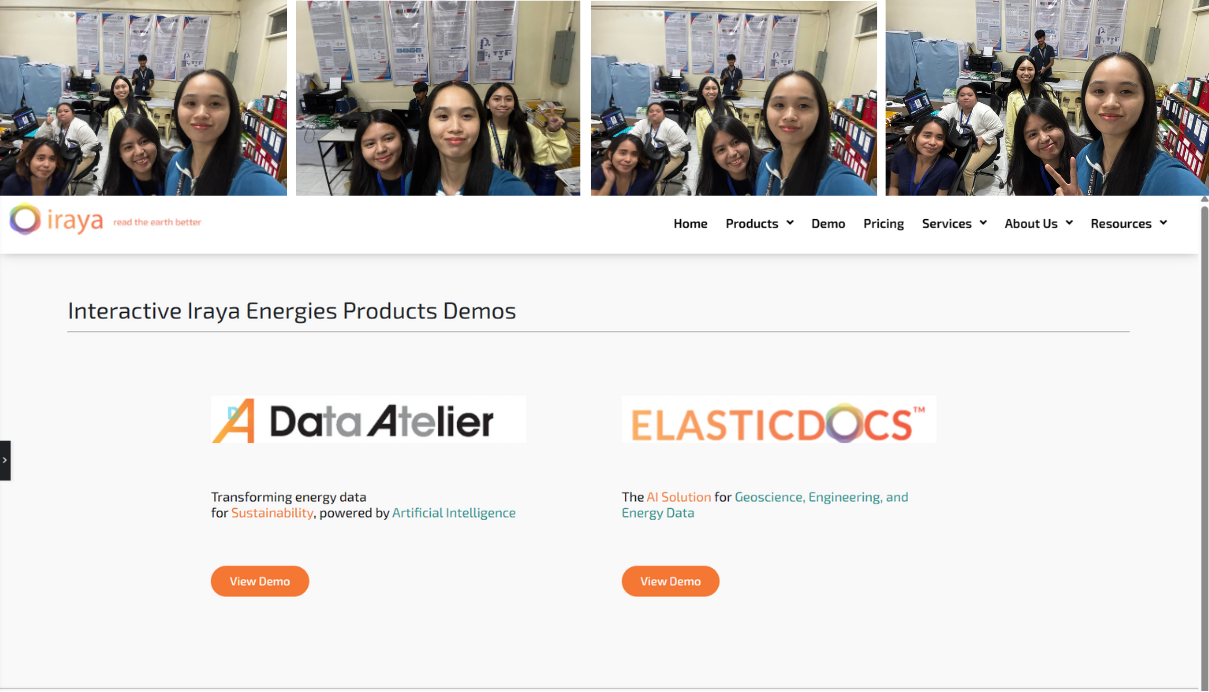 iraya read the earth better
Home Products Demo Pricing Services About Us Resources
Interactive Iraya Energies Products Demos
DA Data Atelier
ELASTICDOCS™
Transforming energy data
for Sustainability, powered by Artificial Intelligence
The AI Solution for Geoscience, Engineering, and
Energy Data
View Demo
View Demo